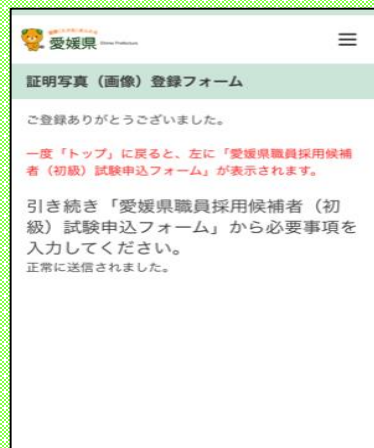 愛媛県
証明写真（画像）登録フォーム
ご登録ありがとうございました。
一度「トップ」に戻ると、左に「愛媛県職員採用候補
者（初級）試験申込フォーム」が表示されます。
引き続き「愛媛県職員採用候補者（初
級）試験申込フォーム」から必要事項を
入力してください。
正常に送信されました。